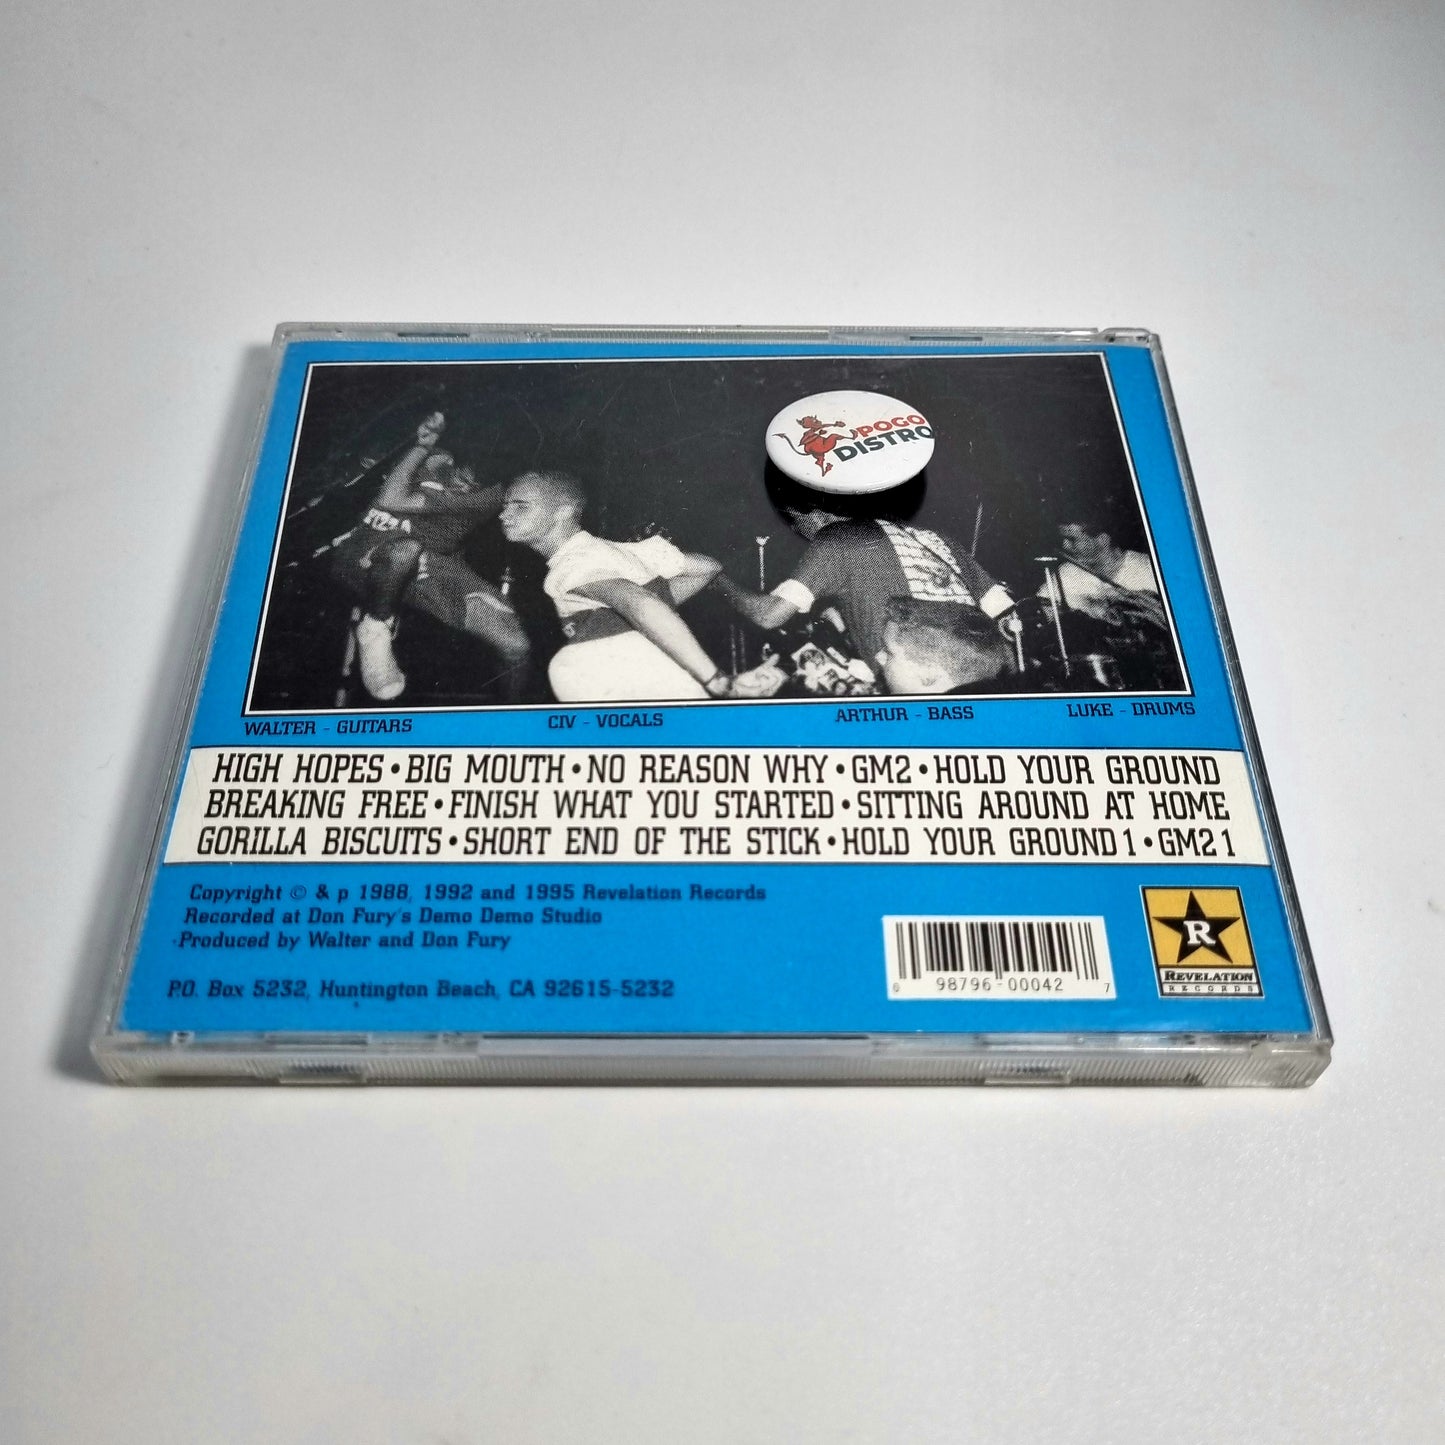 POGO
DISTRO
WALTER - GUITARS CIV - VOCALS ARTHUR - BASS LUKE - DRUMS
HIGH HOPES • BIG MOUTH • NO REASON WHY • GM2 • HOLD YOUR GROUND
BREAKING FREE • FINISH WHAT YOU STARTED • SITTING AROUND AT HOME
GORILLA BISCUITS • SHORT END OF THE STICK • HOLD YOUR GROUND 1 • GM2 1
Copyright © & p 1988, 1992 and 1995 Revelation Records
Recorded at Don Fury's Demo Demo Studio
Produced by Walter and Don Fury
P.O. Box 5232, Huntington Beach, CA 92615-5232
6 98796-00042 7
R
REVELATION
RECORDS